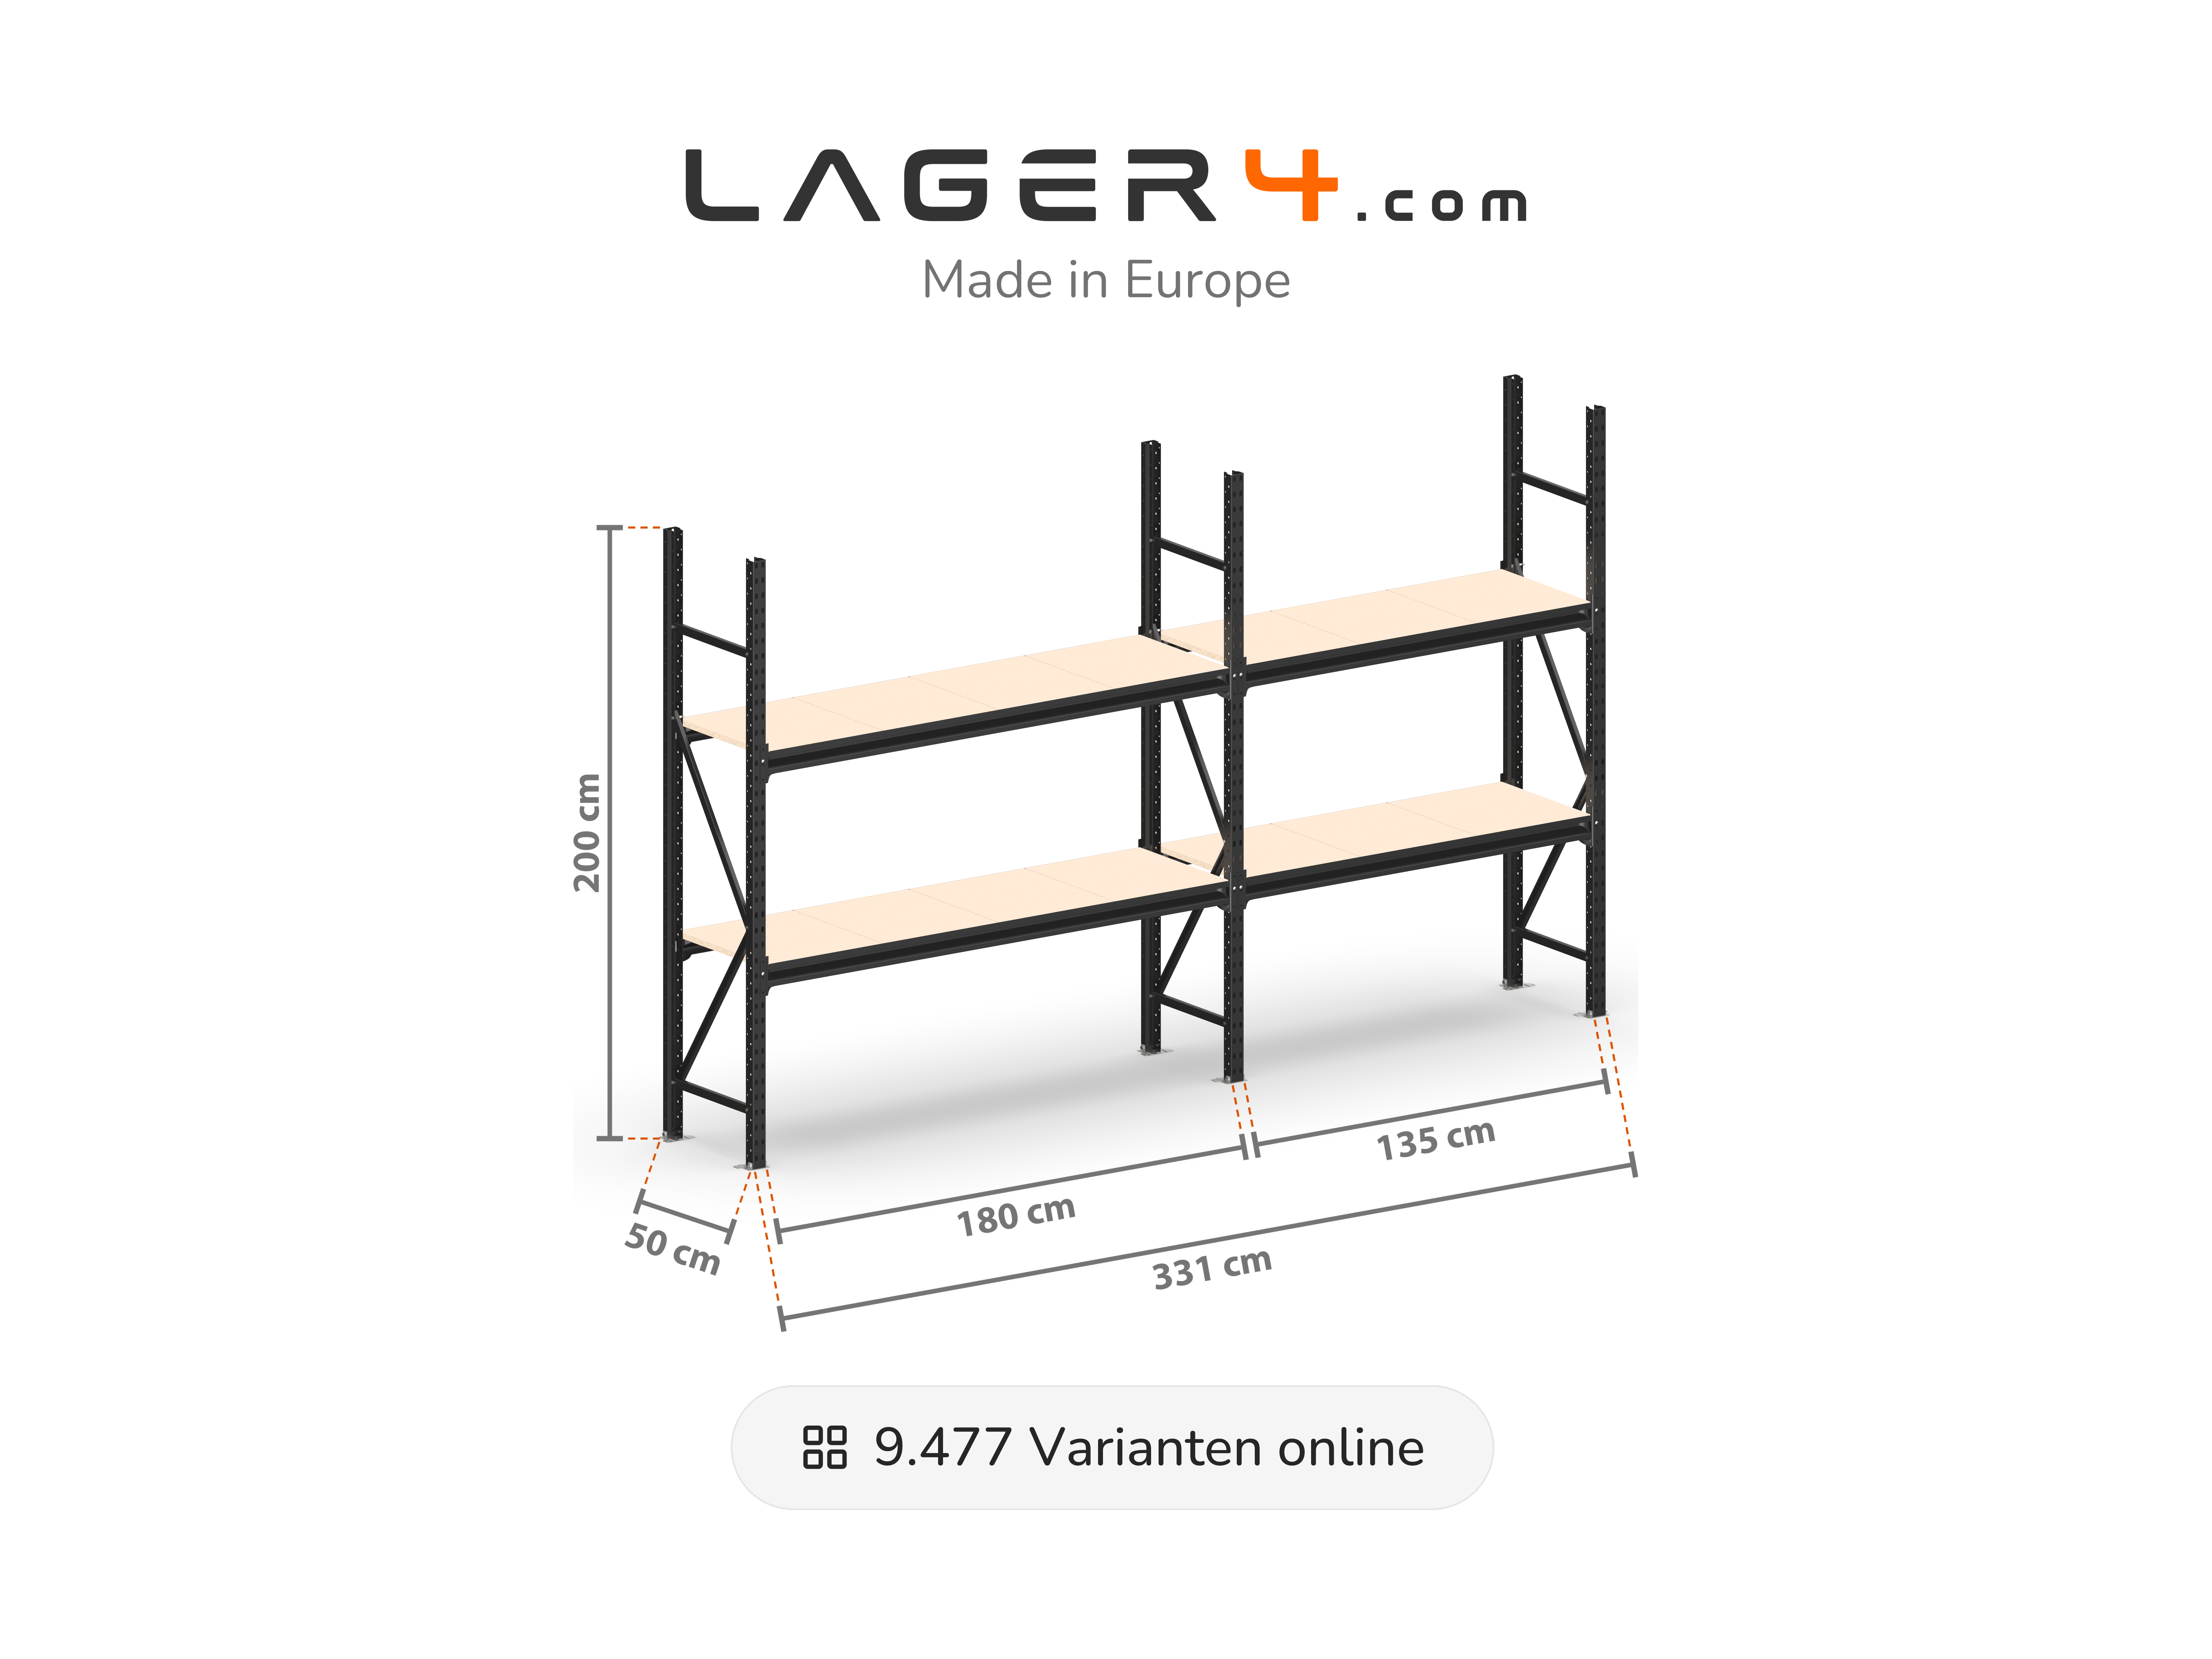 LAGER4.com
Made in Europe
200 cm
50 cm
180 cm
135 cm
331 cm
9.477 Varianten online